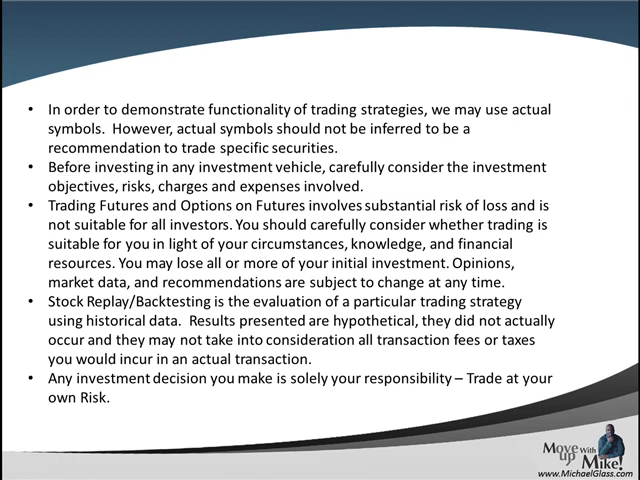 • In order to demonstrate functionality of trading strategies, we may use actual
symbols.  However, actual symbols should not be inferred to be a
recommendation to trade specific securities.
• Before investing in any investment vehicle, carefully consider the investment
objectives, risks, charges and expenses involved.
• Trading Futures and Options on Futures involves substantial risk of loss and is
not suitable for all investors. You should carefully consider whether trading is
suitable for you in light of your circumstances, knowledge, and financial
resources. You may lose all or more of your initial investment. Opinions,
market data, and recommendations are subject to change at any time.
• Stock Replay/Backtesting is the evaluation of a particular trading strategy
using historical data.  Results presented are hypothetical, they did not actually
occur and they may not take into consideration all transaction fees or taxes
you would incur in an actual transaction.
• Any investment decision you make is solely your responsibility – Trade at your
own Risk.
Move up With Mike!
www.MichaelGlass.com